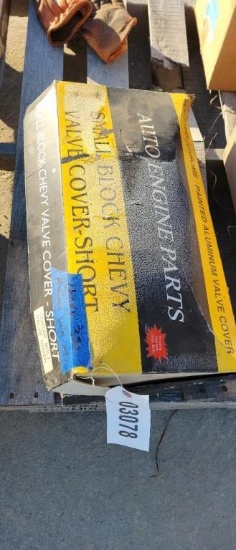 AUTO ENGINE PARTS
SMALL BLOCK CHEVY
VALVE COVER-SHORT
BLOCK CHEVY VALVE COVER - SHORT
PAINTED ALUMINUM VALVE COVER
03078